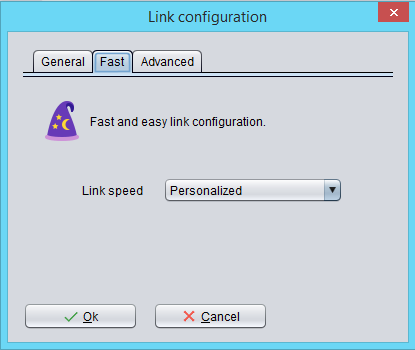 Link configuration
General Fast Advanced
Fast and easy link configuration.
Link speed Personalized
Ok Cancel